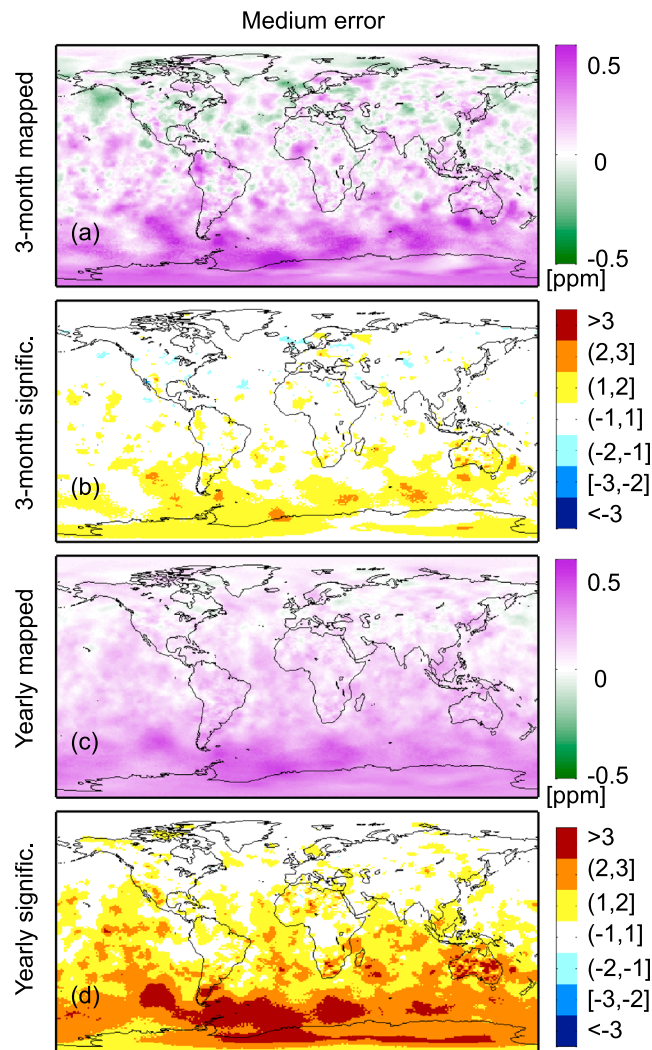 Medium error
3-month mapped
(a)
0.5
0
-0.5
[ppm]
3-month signific.
(b)
>3
(2,3]
(1,2]
(-1,1]
(-2,-1]
[-3,-2]
<-3
Yearly mapped
(c)
0.5
0
-0.5
[ppm]
Yearly signific.
(d)
>3
(2,3]
(1,2]
(-1,1]
(-2,-1]
[-3,-2]
<-3